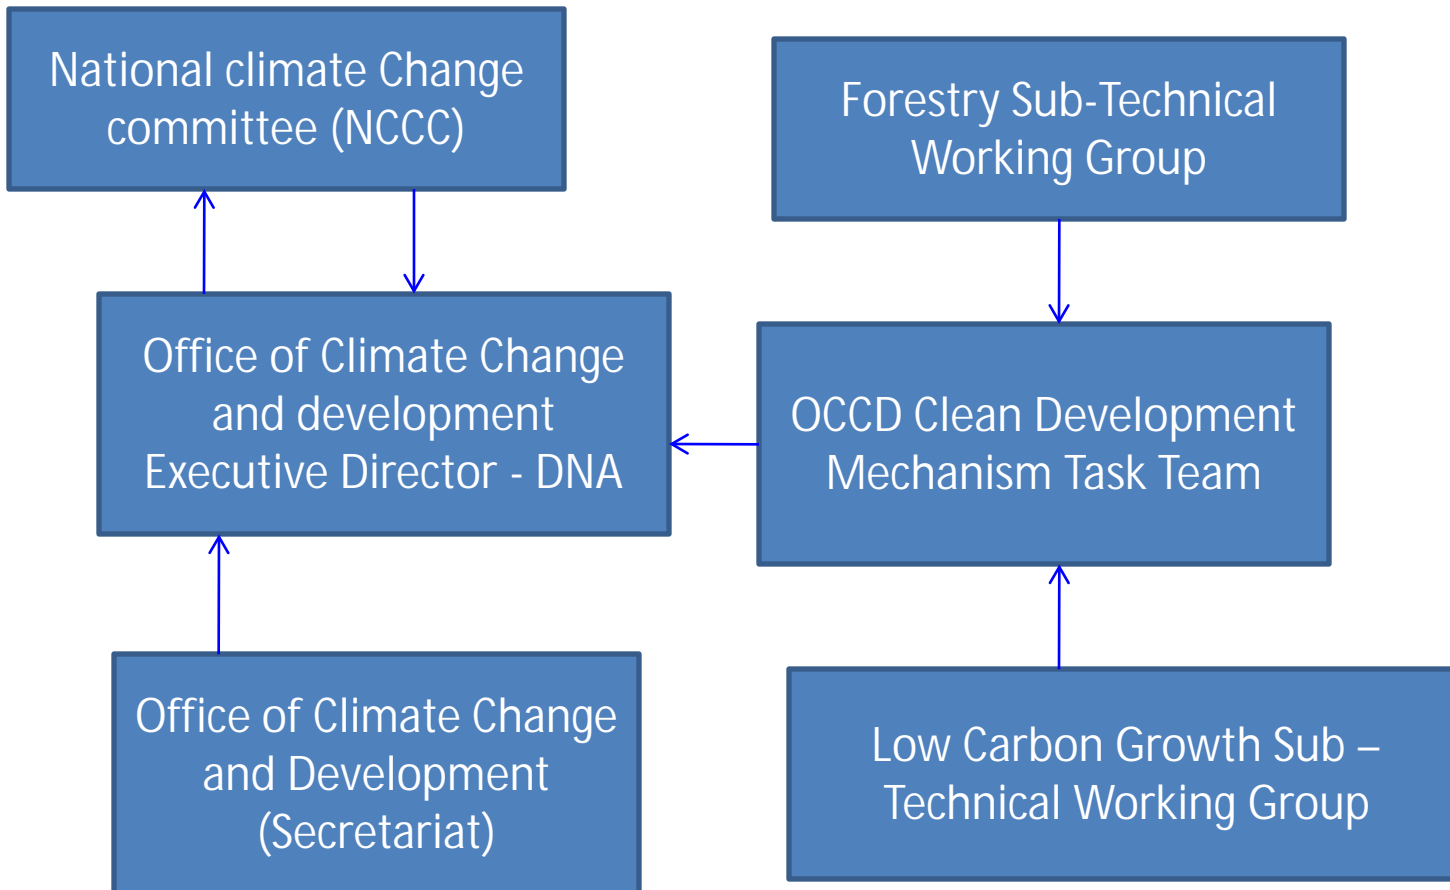 National climate Change
committee (NCCC)
Forestry Sub-Technical
Working Group
Office of Climate Change
and development
Executive Director - DNA
OCCD Clean Development
Mechanism Task Team
Office of Climate Change
and Development
(Secretariat)
Low Carbon Growth Sub –
Technical Working Group